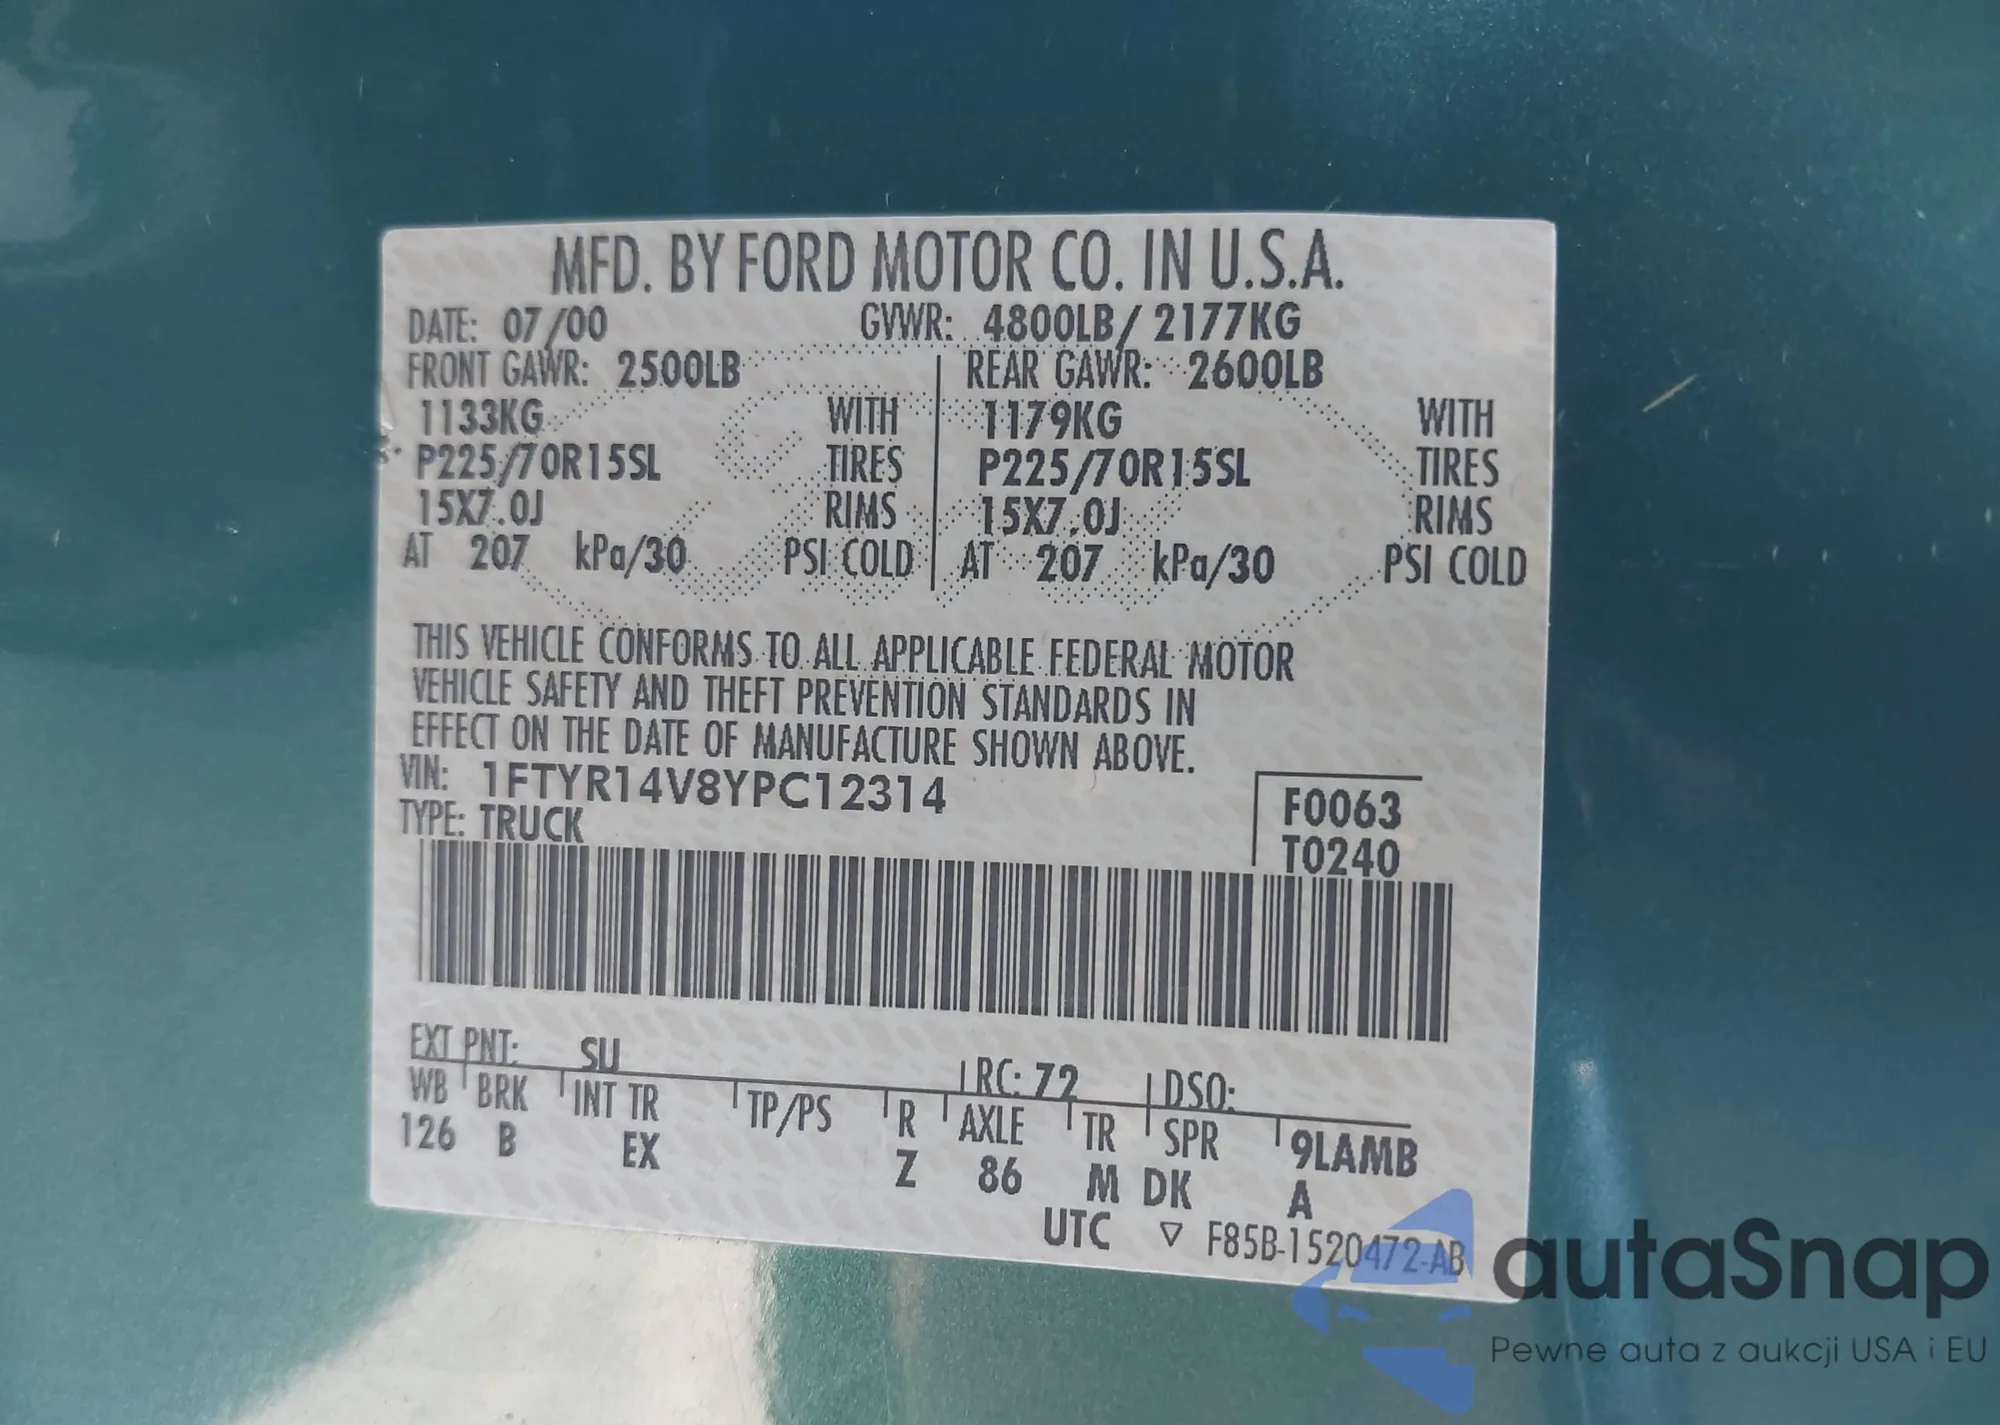 MFD. BY FORD MOTOR CO. IN U.S.A.
DATE: 07/00 GVWR: 4800LB/ 2177KG
FRONT GAWR: 2500LB REAR GAWR: 2600LB
1133KG WITH 1179KG WITH
P225/70R15SL TIRES P225/70R15SL TIRES
15X7.0J RIMS 15X7.0J RIMS
AT 207 kPa/30 PSI COLD AT 207 kPa/30 PSI COLD
THIS VEHICLE CONFORMS TO ALL APPLICABLE FEDERAL MOTOR
VEHICLE SAFETY AND THEFT PREVENTION STANDARDS IN
EFFECT ON THE DATE OF MANUFACTURE SHOWN ABOVE.
VIN: 1FTYR14V8YPC12314
TYPE: TRUCK
F0063
T0240
EXT PNT: SU RC: 72 DSO:
WB BRK INT TR TP/PS R AXLE TR SPR 9LAMB
126 B EX Z 86 M DK A
UTC ▽ F85B-1520472-AB
autaSnap
Pewne auta z aukcji USA i EU